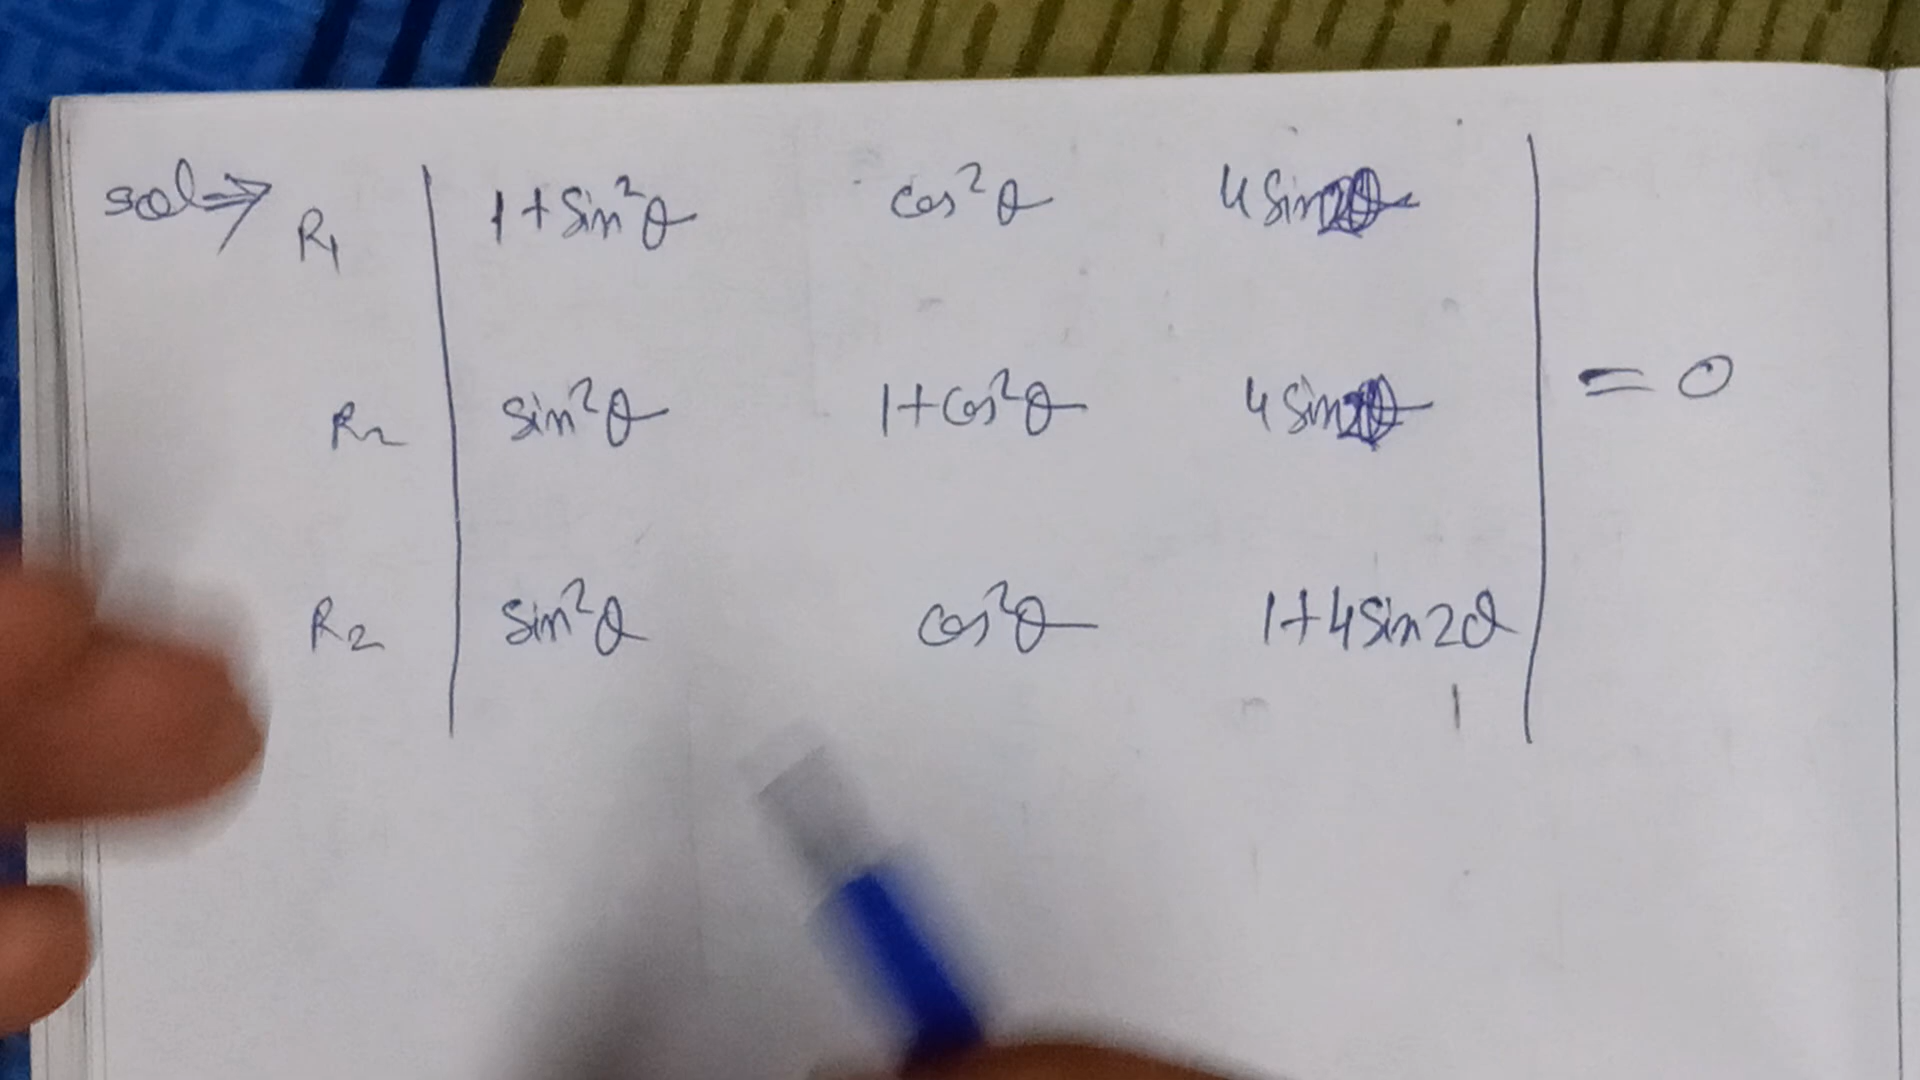 sol⇒ R₁ | 1+Sin²θ cos²θ 4Sin2θ |
R₂ | Sin²θ 1+Cos²θ 4Sin2θ | = 0
R₂ | Sin²θ cos²θ 1+4Sin2θ |